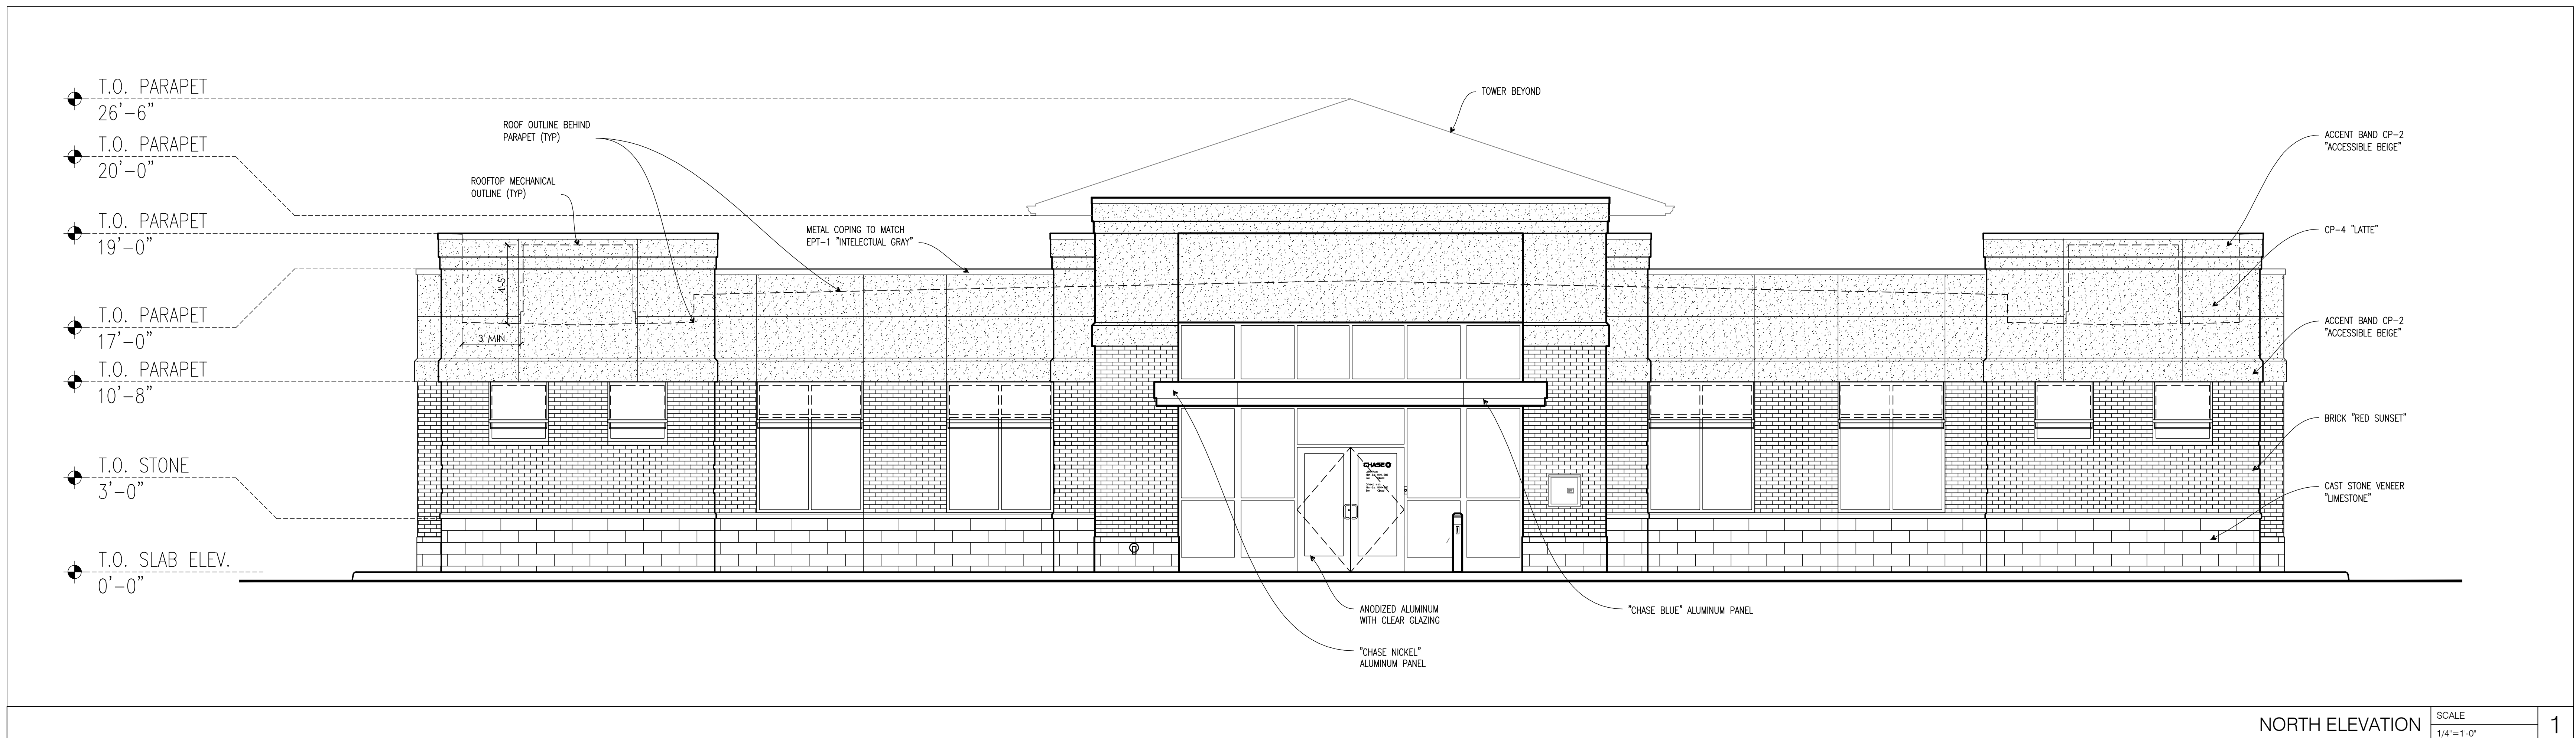 T.O. PARAPET
26'-6"
T.O. PARAPET
20'-0"
T.O. PARAPET
19'-0"
T.O. PARAPET
17'-0"
T.O. PARAPET
10'-8"
T.O. STONE
3'-0"
T.O. SLAB ELEV.
0'-0"
ROOF OUTLINE BEHIND
PARAPET (TYP)
ROOFTOP MECHANICAL
OUTLINE (TYP)
METAL COPING TO MATCH
EPT-1 "INTELECTUAL GRAY"
TOWER BEYOND
3' MIN
CHASE
ACCENT BAND CP-2
"ACCESSIBLE BEIGE"
CP-4 "LATTE"
ACCENT BAND CP-2
"ACCESSIBLE BEIGE"
BRICK "RED SUNSET"
CAST STONE VENEER
"LIMESTONE"
ANODIZED ALUMINUM
WITH CLEAR GLAZING
"CHASE BLUE" ALUMINUM PANEL
"CHASE NICKEL"
ALUMINUM PANEL
NORTH ELEVATION
SCALE
1/4"=1'-0"
1